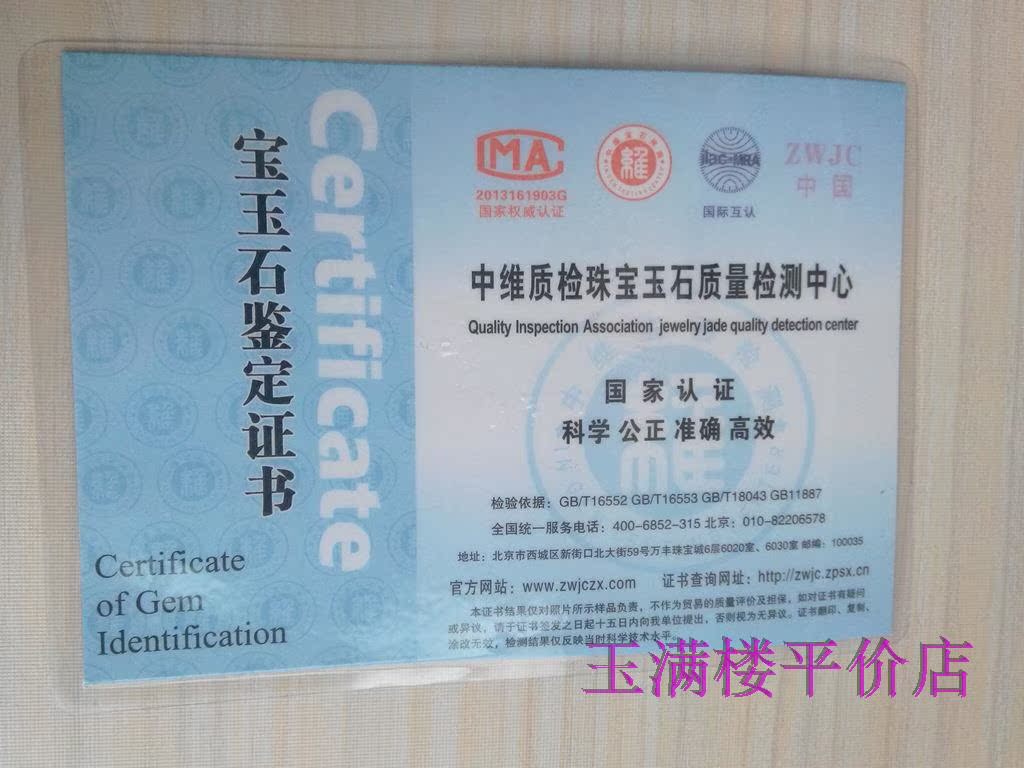 宝玉石鉴定证书
Certificate
Certificate
of Gem
Identification
CMA
2013161903G
国家权威认证
ilac-MRA
国际互认
ZWJC
中国
中维质检珠宝玉石质量检测中心
Quality Inspection Association jewelry jade quality detection center
国家认证
科学 公正 准确 高效
检验依据：GB/T16552 GB/T16553 GB/T18043 GB11887
全国统一服务电话：400-6852-315 北京：010-82206578
地址：北京市西城区新街口北大街59号万丰珠宝城6层6020室、6030室 邮编：100035
官方网站：www.zwjczx.com 证书查询网址：http://zwjc.zpsx.cn
本证书结果仅对照片所示样品负责，不作为贸易的质量评价及担保，如对证书有疑问
或异议，请于证书签发之日起十五日内向我单位提出，否则视为无异议。证书翻印、复制、
涂改无效，检测结果仅反映当时科学技术水平。
玉满楼平价店